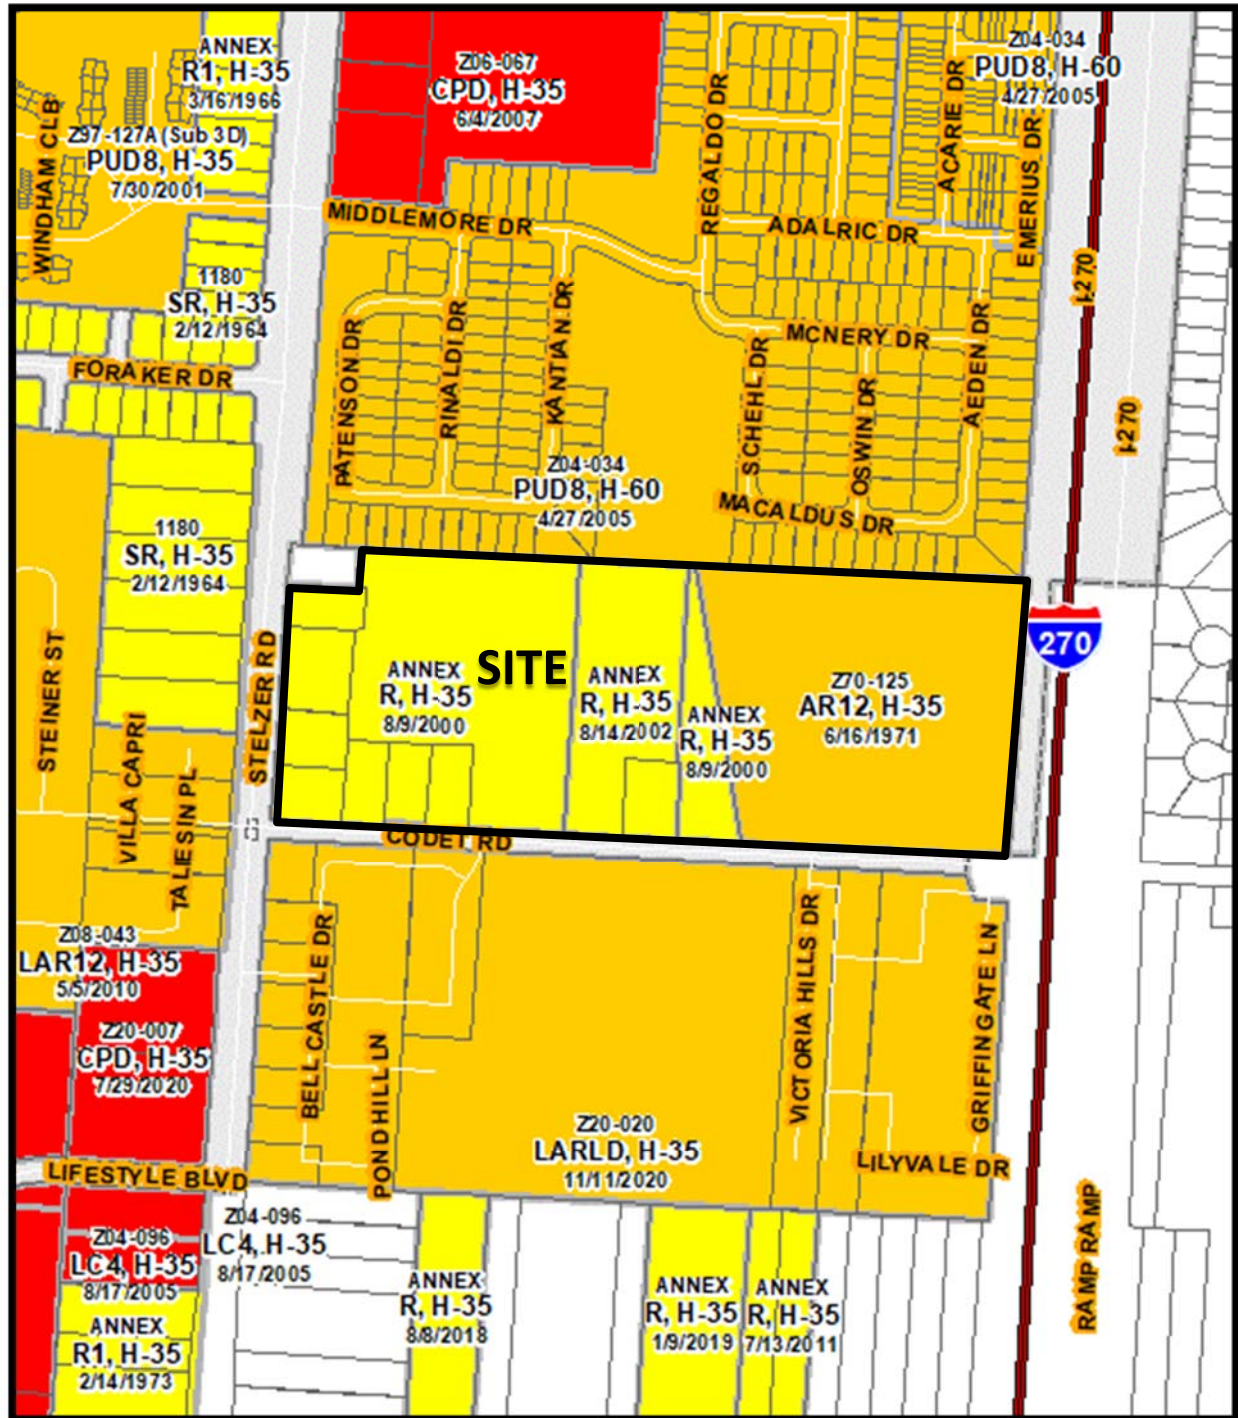 ANNEX
R1, H-35
3/16/1966
Z06-067
CPD, H-35
6/4/2007
Z04-034
PUD8, H-60
4/27/2005
WINDHAM CLB
Z97-127A (Sub 3D)
PUD8, H-35
7/30/2001
REGALDO DR
ACARIE DR
EMERIUS DR
MIDDLEMORE DR
ADALRIC DR
1180
SR, H-35
2/12/1964
I-270
I-270
FORAKER DR
PATENSON DR
RINALDI DR
KANTIAN DR
MCNERY DR
SCHEHL DR
OSWIN DR
AEDEN DR
Z04-034
PUD8, H-60
4/27/2005
MACALDUS DR
1180
SR, H-35
2/12/1964
STEINER ST
STELZER RD
ANNEX
R, H-35
8/9/2000
SITE
ANNEX
R, H-35
8/14/2002
ANNEX
R, H-35
8/9/2000
Z70-125
AR12, H-35
6/16/1971
270
VILLA CAPRI
TALIESIN PL
CODET RD
Z08-043
LAR12, H-35
5/5/2010
Z20-007
CPD, H-35
7/29/2020
BELL CASTLE DR
POND HILL LN
VICTORIA HILLS DR
GRIFFINGATE LN
Z20-020
LARLD, H-35
11/11/2020
LILYVALE DR
LIFESTYLE BLVD
Z04-096
LC4, H-35
8/17/2005
Z04-096
LC4, H-35
8/17/2005
ANNEX
R1, H-35
2/14/1973
ANNEX
R, H-35
8/8/2018
ANNEX
R, H-35
1/9/2019
ANNEX
R, H-35
7/13/2011
RAMP RAMP